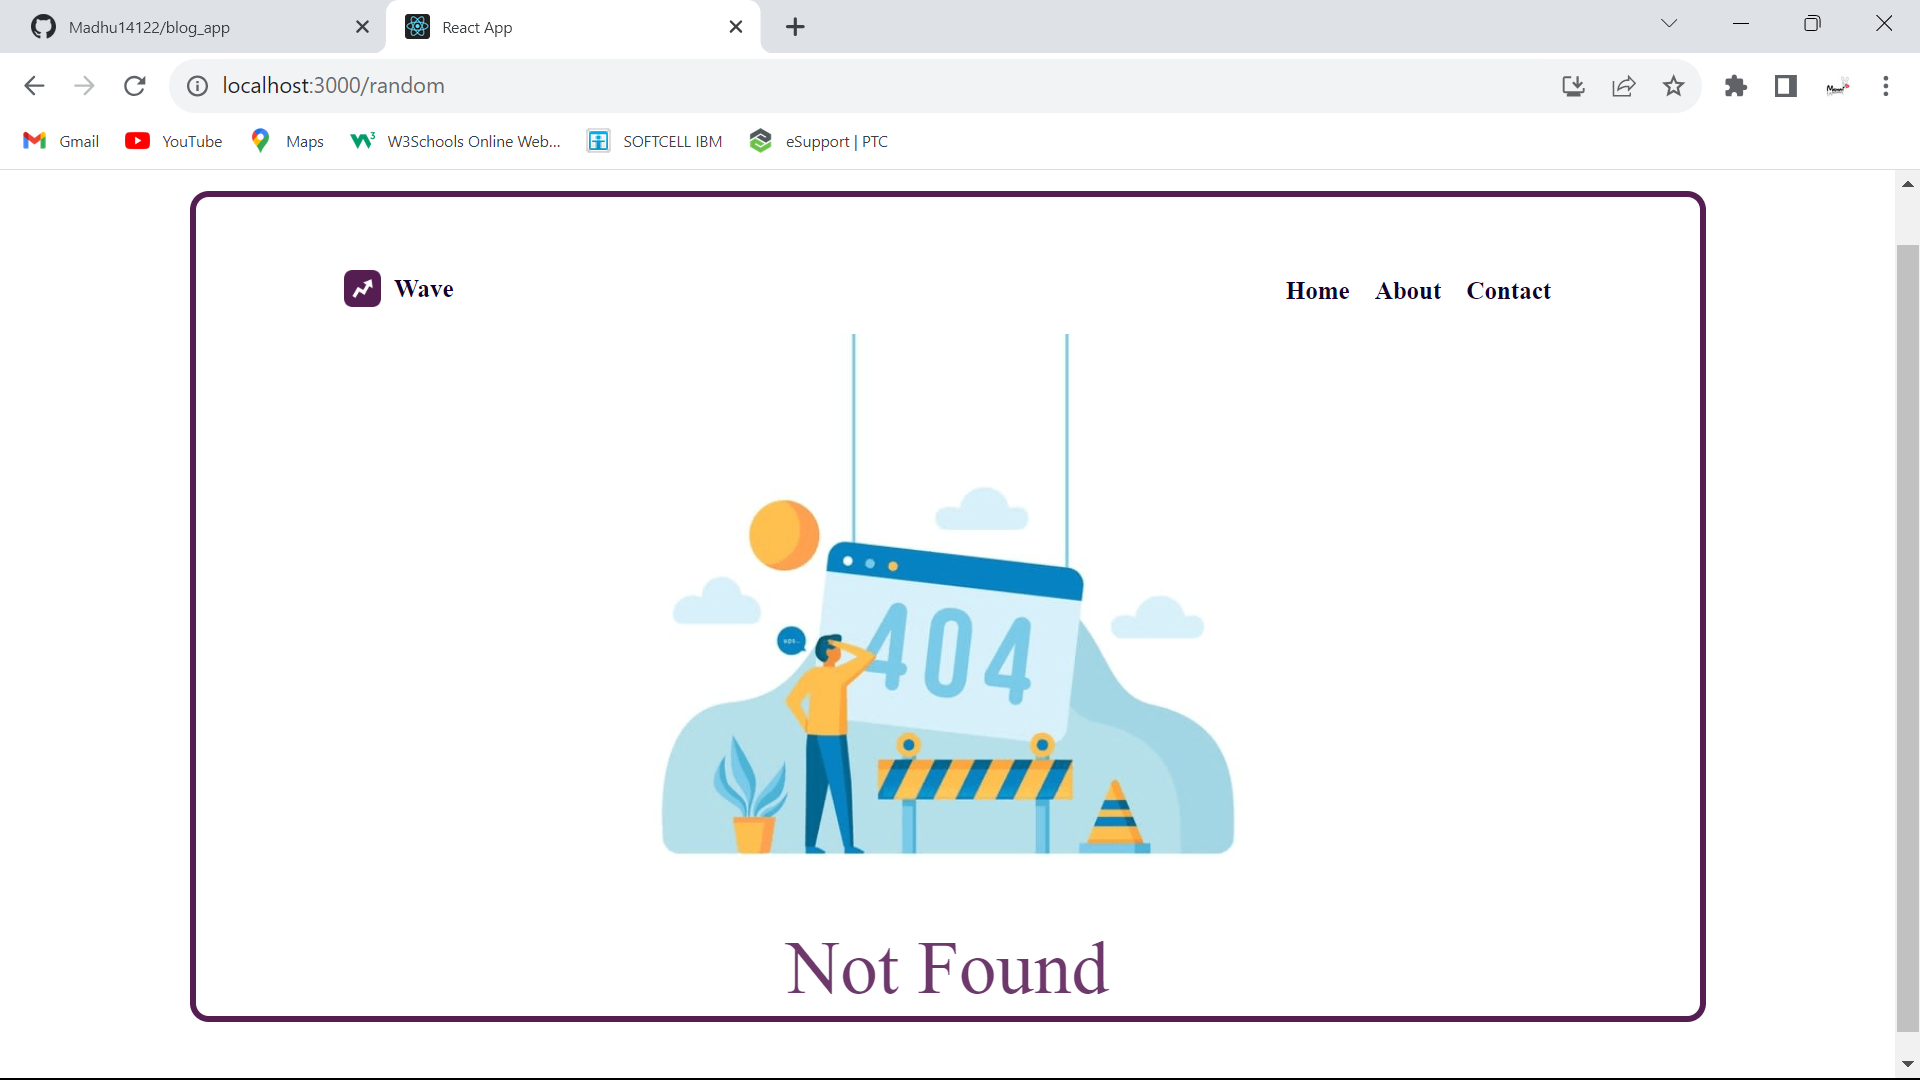 Madhu14122/blog_app
React App
localhost:3000/random
Gmail
YouTube
Maps
W3Schools Online Web...
SOFTCELL IBM
eSupport | PTC
Wave
Home About Contact
404
Not Found